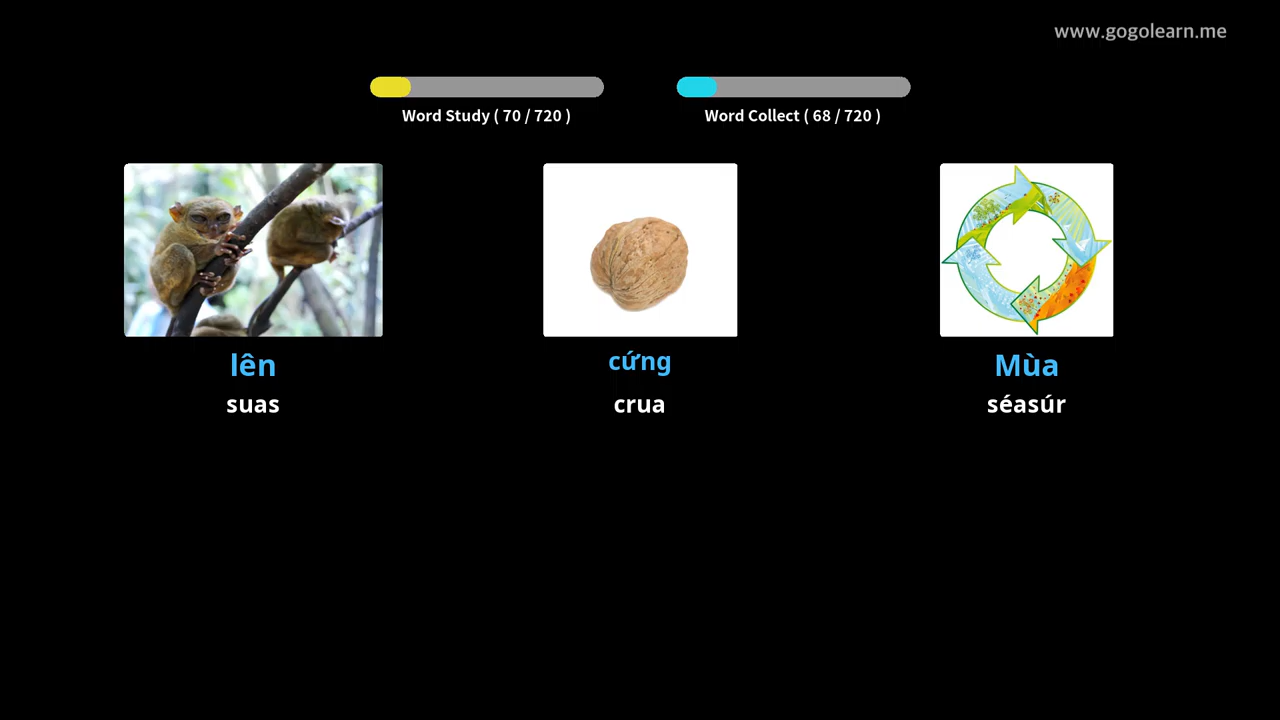 www.gogolearn.me
Word Study ( 70 / 720 )
Word Collect ( 68 / 720 )
lên
suas
cứng
crua
Mùa
séasúr